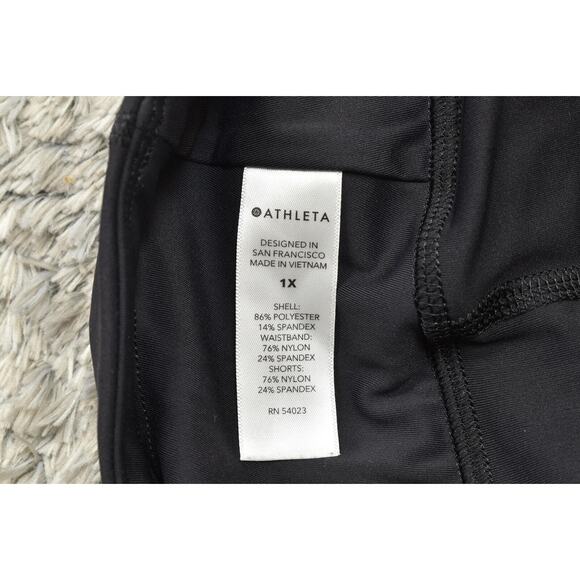 ATHLETA
DESIGNED IN
SAN FRANCISCO
MADE IN VIETNAM
1X
SHELL:
86% POLYESTER
14% SPANDEX
WAISTBAND:
76% NYLON
24% SPANDEX
SHORTS:
76% NYLON
24% SPANDEX
RN 54023